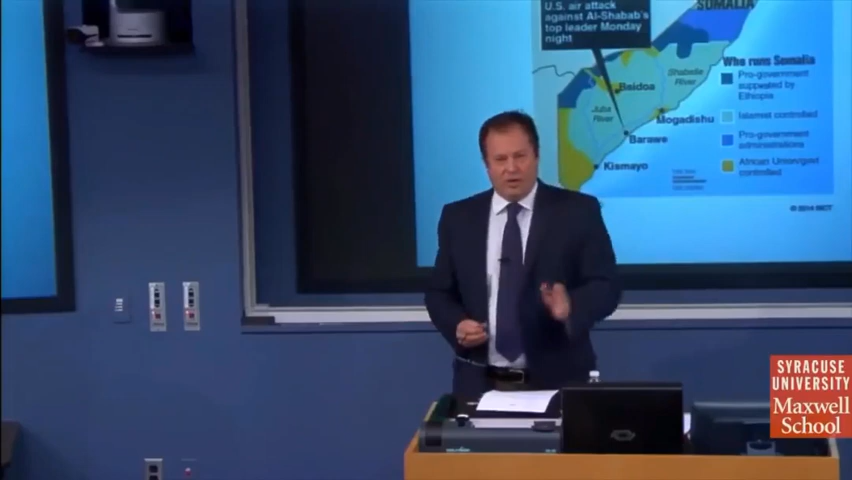 SOMALIA
U.S. air attack
against Al-Shabab's
top leader Monday
night
Who runs Somalia
Pro-government
supported by
Ethiopia
Islamist controlled
Pro-government
administrations
African Union/govt
controlled
Shabelle
River
Baidoa
Juba
River
Mogadishu
Barawe
Kismayo
© 2014 MCT
SYRACUSE
UNIVERSITY
Maxwell
School